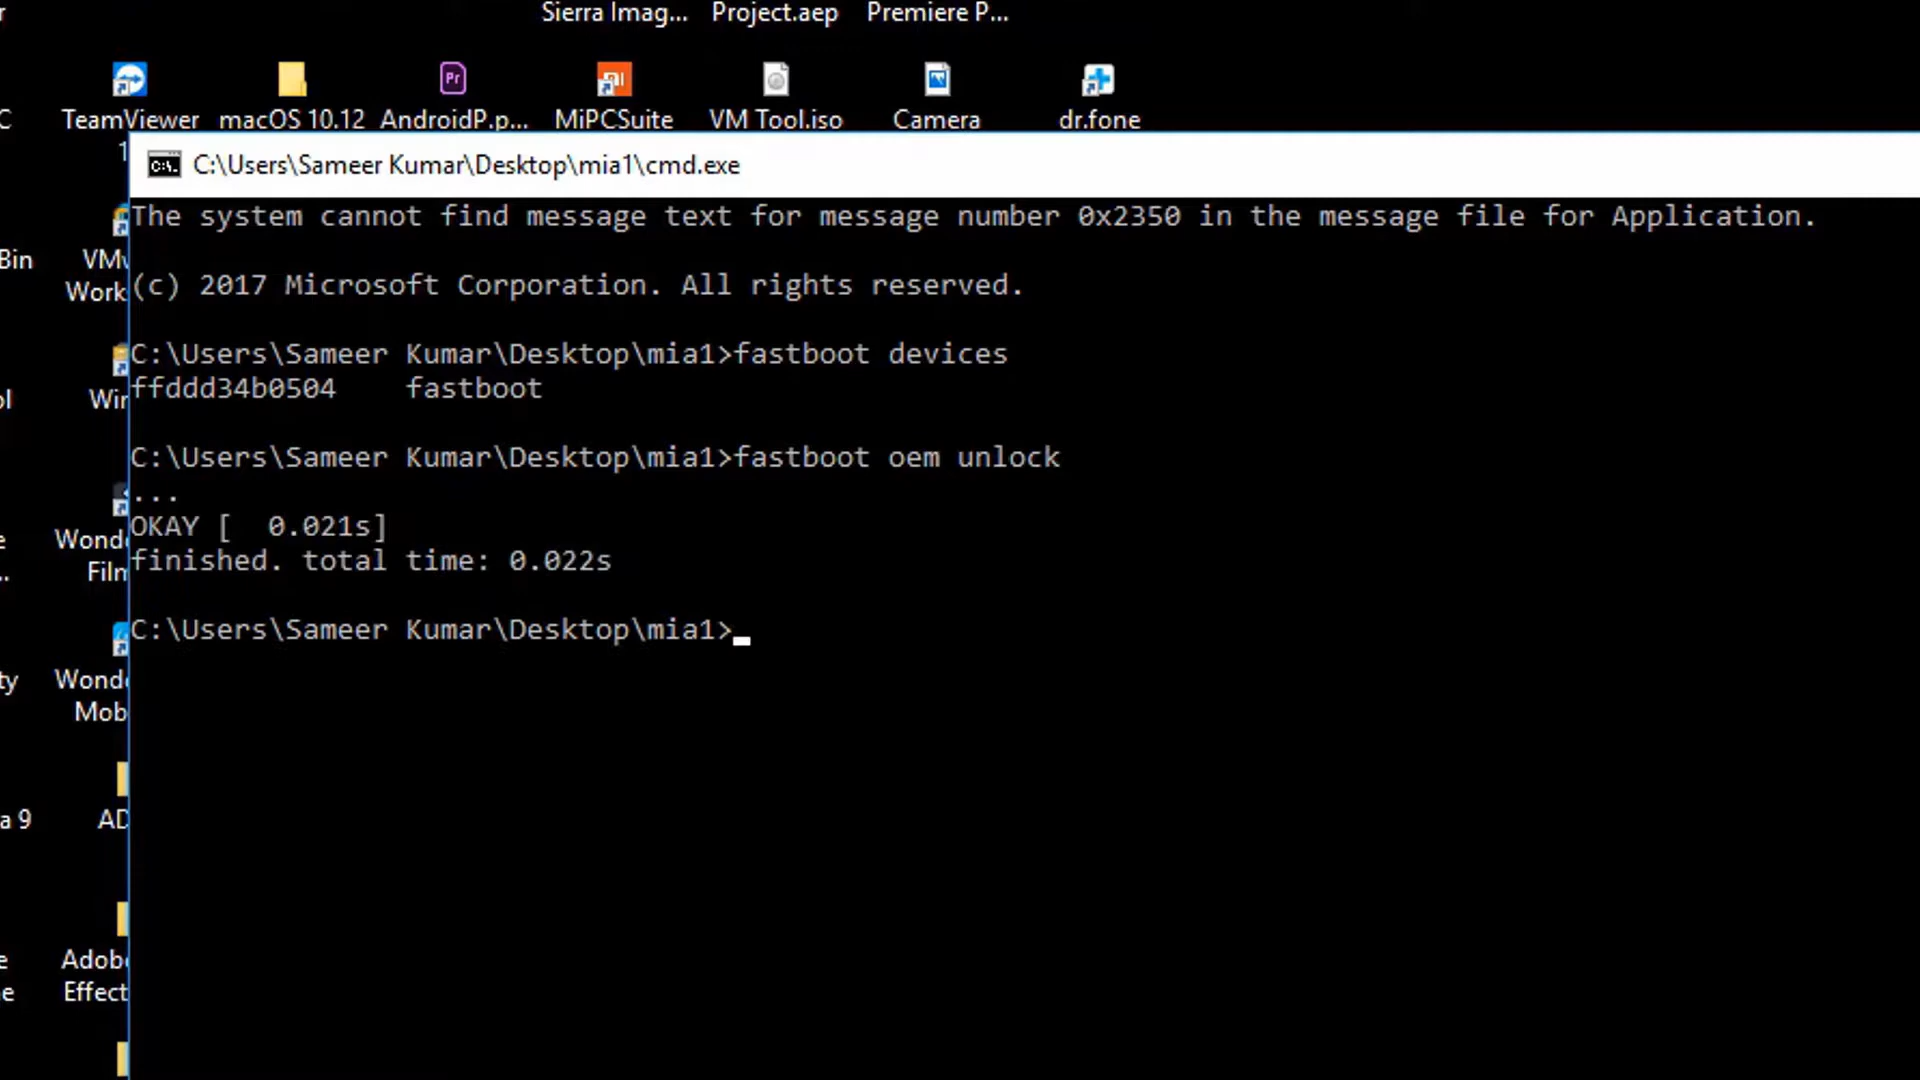 Sierra Imag... Project.aep Premiere P...
TeamViewer macOS 10.12 AndroidP.p... MiPCSuite VM Tool.iso Camera dr.fone
C:\Users\Sameer Kumar\Desktop\mia1\cmd.exe
The system cannot find message text for message number 0x2350 in the message file for Application.
(c) 2017 Microsoft Corporation. All rights reserved.
C:\Users\Sameer Kumar\Desktop\mia1>fastboot devices
ffddd34b0504 fastboot
C:\Users\Sameer Kumar\Desktop\mia1>fastboot oem unlock
...
OKAY [ 0.021s]
finished. total time: 0.022s
C:\Users\Sameer Kumar\Desktop\mia1>
Bin
Work
Wond
Film
Wond
Mob
a 9
AD
Adob
Effect